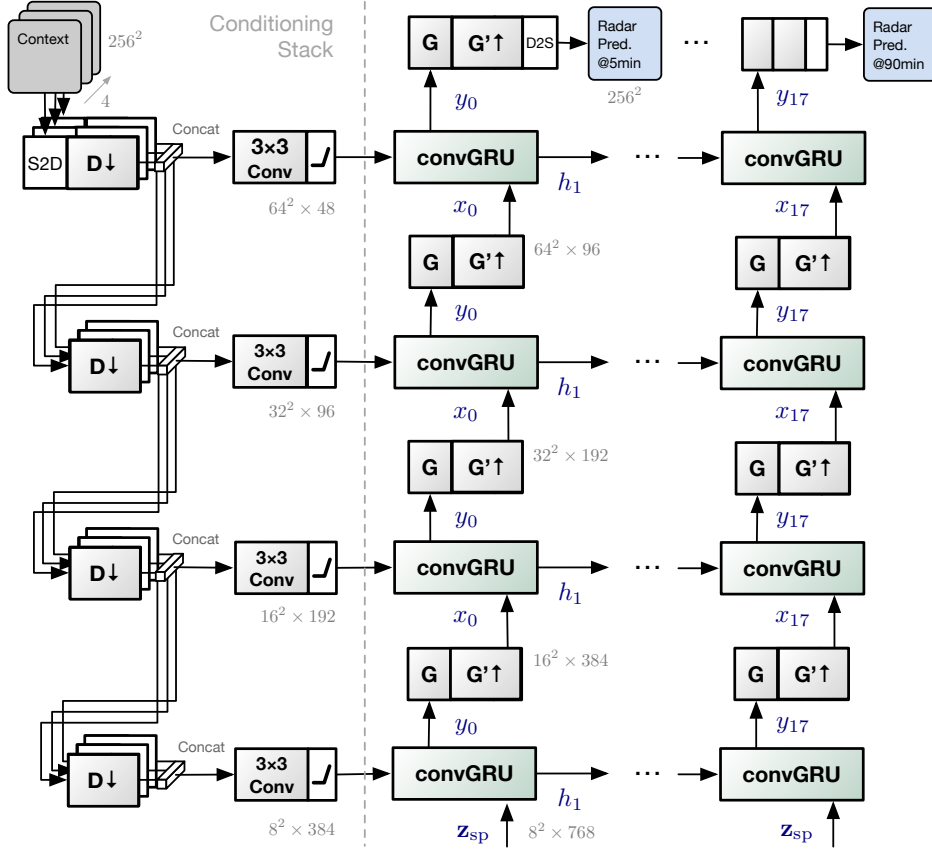 Context
256²
4
Conditioning
Stack
G G'↑ D2S
Radar
Pred.
@5min
256²
···
Radar
Pred.
@90min
y₀
y₁₇
S2D D↓
Concat
3×3
Conv
64² × 48
convGRU
h₁
···
convGRU
x₀
x₁₇
G G'↑
64² × 96
G G'↑
y₀
y₁₇
D↓
Concat
3×3
Conv
32² × 96
convGRU
h₁
···
convGRU
x₀
x₁₇
G G'↑
32² × 192
G G'↑
y₀
y₁₇
D↓
Concat
3×3
Conv
16² × 192
convGRU
h₁
···
convGRU
x₀
x₁₇
G G'↑
16² × 384
G G'↑
y₀
y₁₇
D↓
Concat
3×3
Conv
8² × 384
convGRU
h₁
···
convGRU
z_sp
8² × 768
z_sp